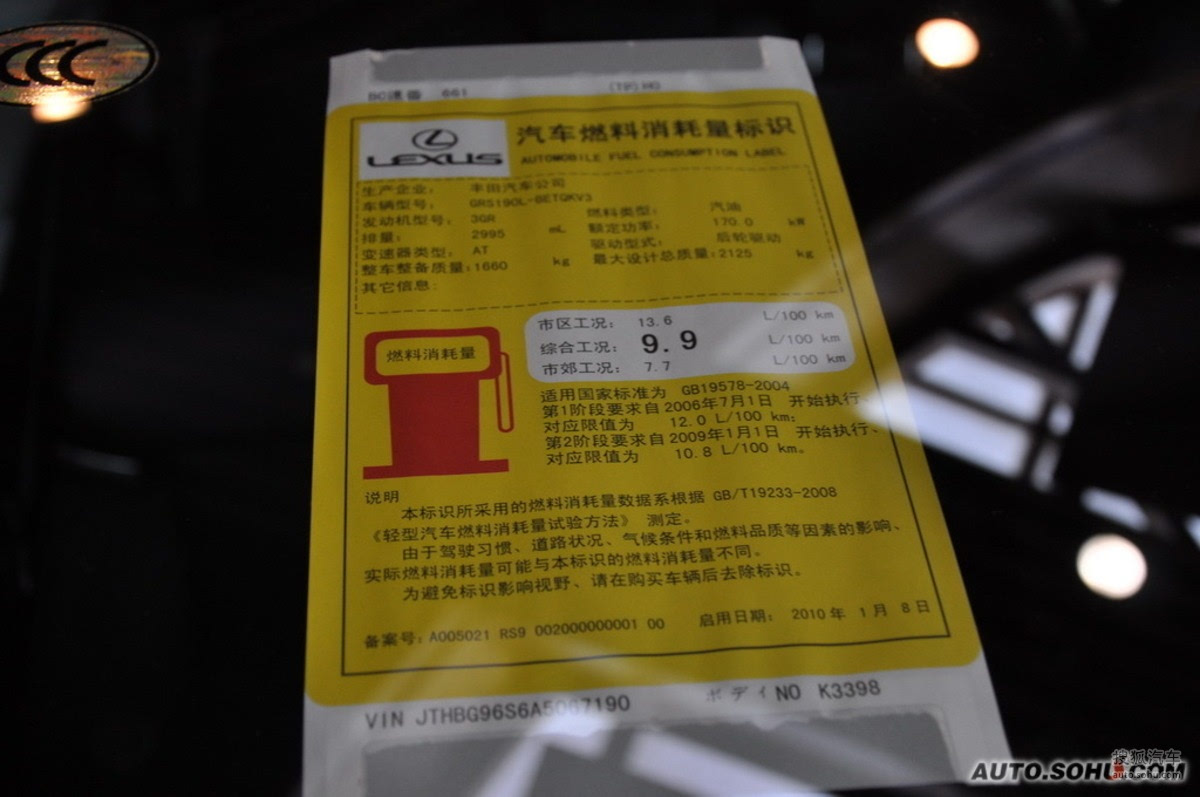 CCC
661
LEXUS
汽车燃料消耗量标识
AUTOMOBILE FUEL CONSUMPTION LABEL
生产企业： 丰田汽车公司
车辆型号： GRS190L-BETQKV3
发动机型号： 3GR 燃料类型： 汽油
排量： 2995 mL 额定功率： 170.0 kW
变速器类型： AT 驱动型式： 后轮驱动
整车整备质量：1660 kg 最大设计总质量：2125 kg
其它信息：
燃料消耗量
市区工况： 13.6 L/100 km
综合工况： 9.9 L/100 km
市郊工况： 7.7 L/100 km
适用国家标准为 GB19578-2004
第1阶段要求自2006年7月1日 开始执行、
对应限值为 12.0 L/100 km；
第2阶段要求自2009年1月1日 开始执行、
对应限值为 10.8 L/100 km。
说明
本标识所采用的燃料消耗量数据系根据 GB/T19233-2008
《轻型汽车燃料消耗量试验方法》 测定。
由于驾驶习惯、道路状况、气候条件和燃料品质等因素的影响、
实际燃料消耗量可能与本标识的燃料消耗量不同。
为避免标识影响视野、请在购买车辆后去除标识。
备案号：A005021 RS9 002000000001 00 启用日期： 2010年 1月 8日
VIN JTHBG96S6A5067190 ボディNO K3398
搜狐汽车
AUTO.SOHU.COM
auto.sohu.com